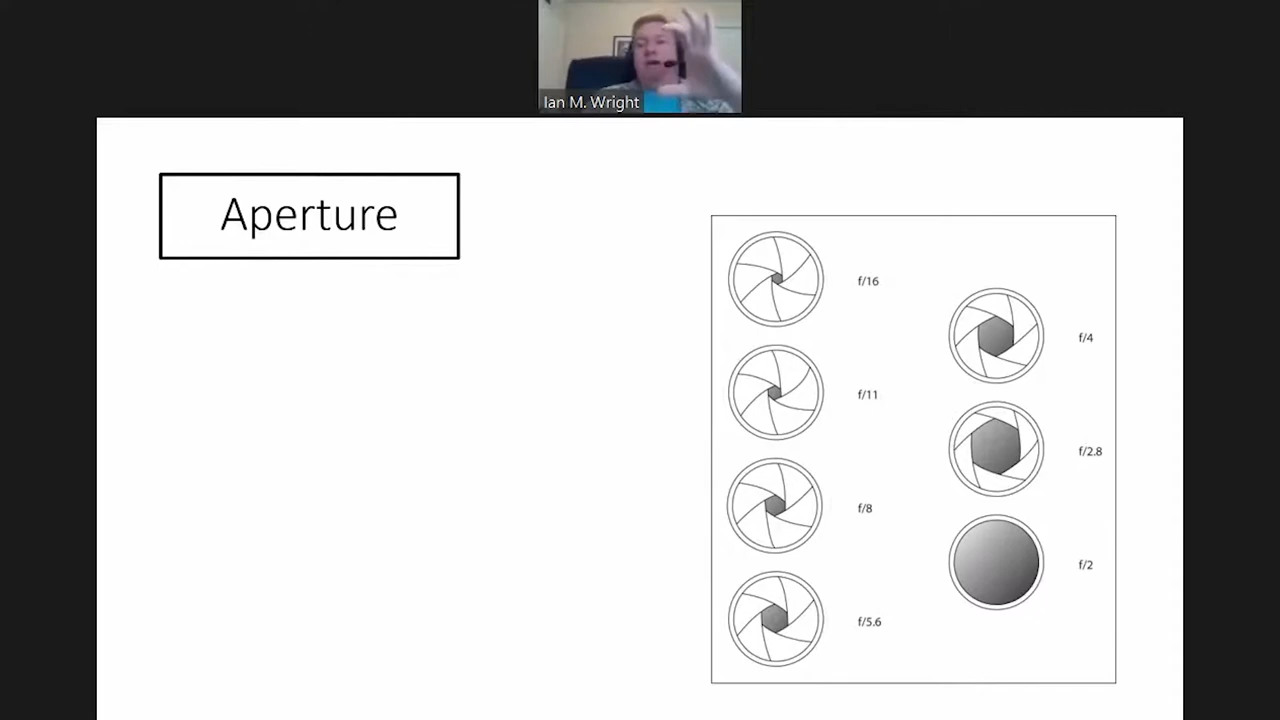 Ian M. Wright
Aperture
f/16
f/11
f/8
f/5.6
f/4
f/2.8
f/2